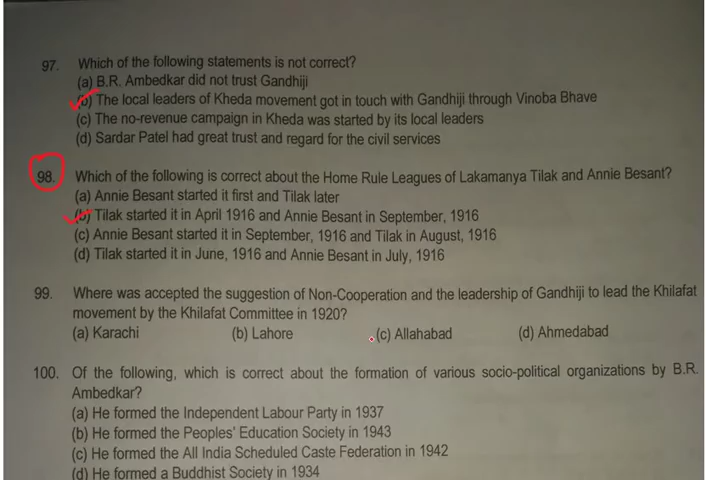 97. Which of the following statements is not correct?
(a) B.R. Ambedkar did not trust Gandhiji
(b) The local leaders of Kheda movement got in touch with Gandhiji through Vinoba Bhave
(c) The no-revenue campaign in Kheda was started by its local leaders
(d) Sardar Patel had great trust and regard for the civil services
98. Which of the following is correct about the Home Rule Leagues of Lakamanya Tilak and Annie Besant?
(a) Annie Besant started it first and Tilak later
(b) Tilak started it in April 1916 and Annie Besant in September, 1916
(c) Annie Besant started it in September, 1916 and Tilak in August, 1916
(d) Tilak started it in June, 1916 and Annie Besant in July, 1916
99. Where was accepted the suggestion of Non-Cooperation and the leadership of Gandhiji to lead the Khilafat
movement by the Khilafat Committee in 1920?
(a) Karachi (b) Lahore (c) Allahabad (d) Ahmedabad
100. Of the following, which is correct about the formation of various socio-political organizations by B.R.
Ambedkar?
(a) He formed the Independent Labour Party in 1937
(b) He formed the Peoples' Education Society in 1943
(c) He formed the All India Scheduled Caste Federation in 1942
(d) He formed a Buddhist Society in 1934